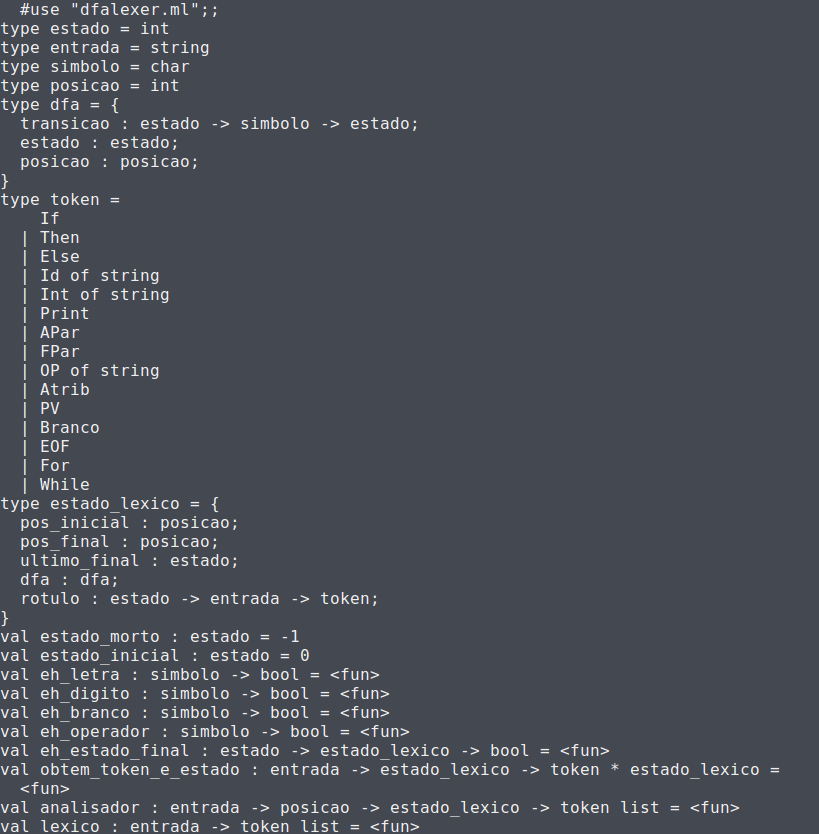 #use "dfalexer.ml";;
type estado = int
type entrada = string
type simbolo = char
type posicao = int
type dfa = {
  transicao : estado -> simbolo -> estado;
  estado : estado;
  posicao : posicao;
}
type token =
    If
  | Then
  | Else
  | Id of string
  | Int of string
  | Print
  | APar
  | FPar
  | OP of string
  | Atrib
  | PV
  | Branco
  | EOF
  | For
  | While
type estado_lexico = {
  pos_inicial : posicao;
  pos_final : posicao;
  ultimo_final : estado;
  dfa : dfa;
  rotulo : estado -> entrada -> token;
}
val estado_morto : estado = -1
val estado_inicial : estado = 0
val eh_letra : simbolo -> bool = <fun>
val eh_digito : simbolo -> bool = <fun>
val eh_branco : simbolo -> bool = <fun>
val eh_operador : simbolo -> bool = <fun>
val eh_estado_final : estado -> estado_lexico -> bool = <fun>
val obtem_token_e_estado : entrada -> estado_lexico -> token * estado_lexico =
  <fun>
val analisador : entrada -> posicao -> estado_lexico -> token list = <fun>
val lexico : entrada -> token list = <fun>